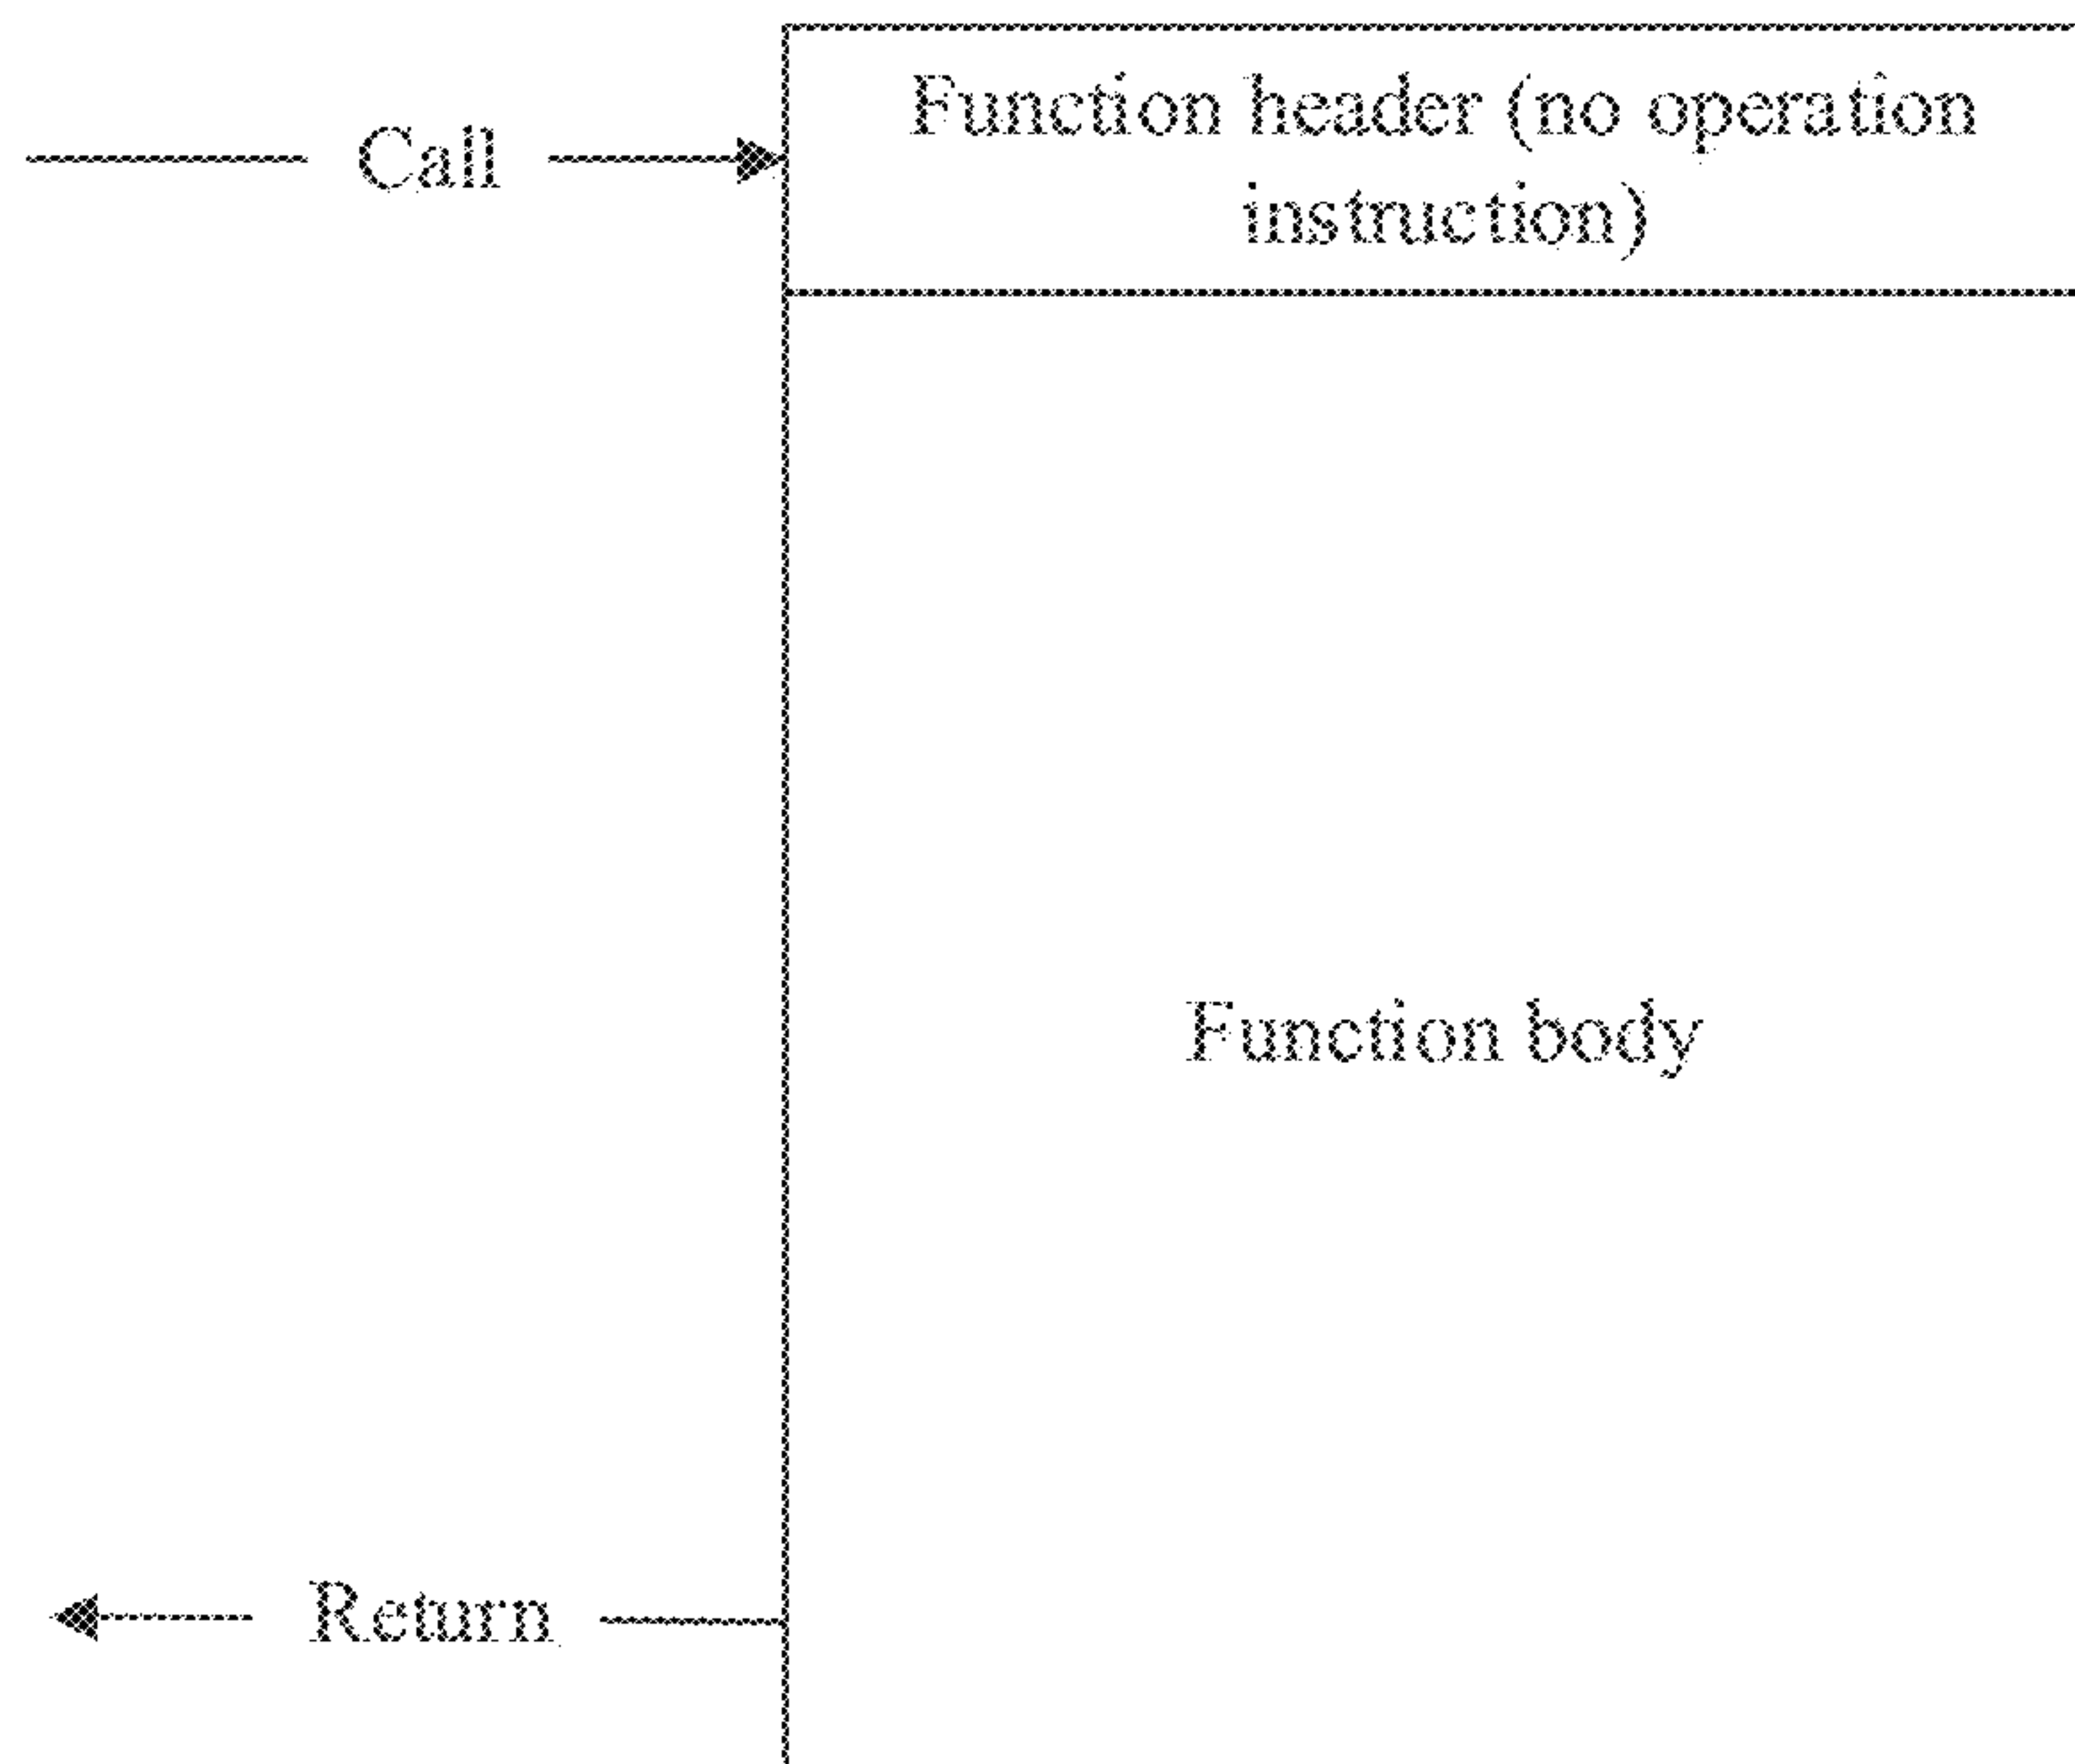 Function header (no operation
instruction)
Call
Function body
Return